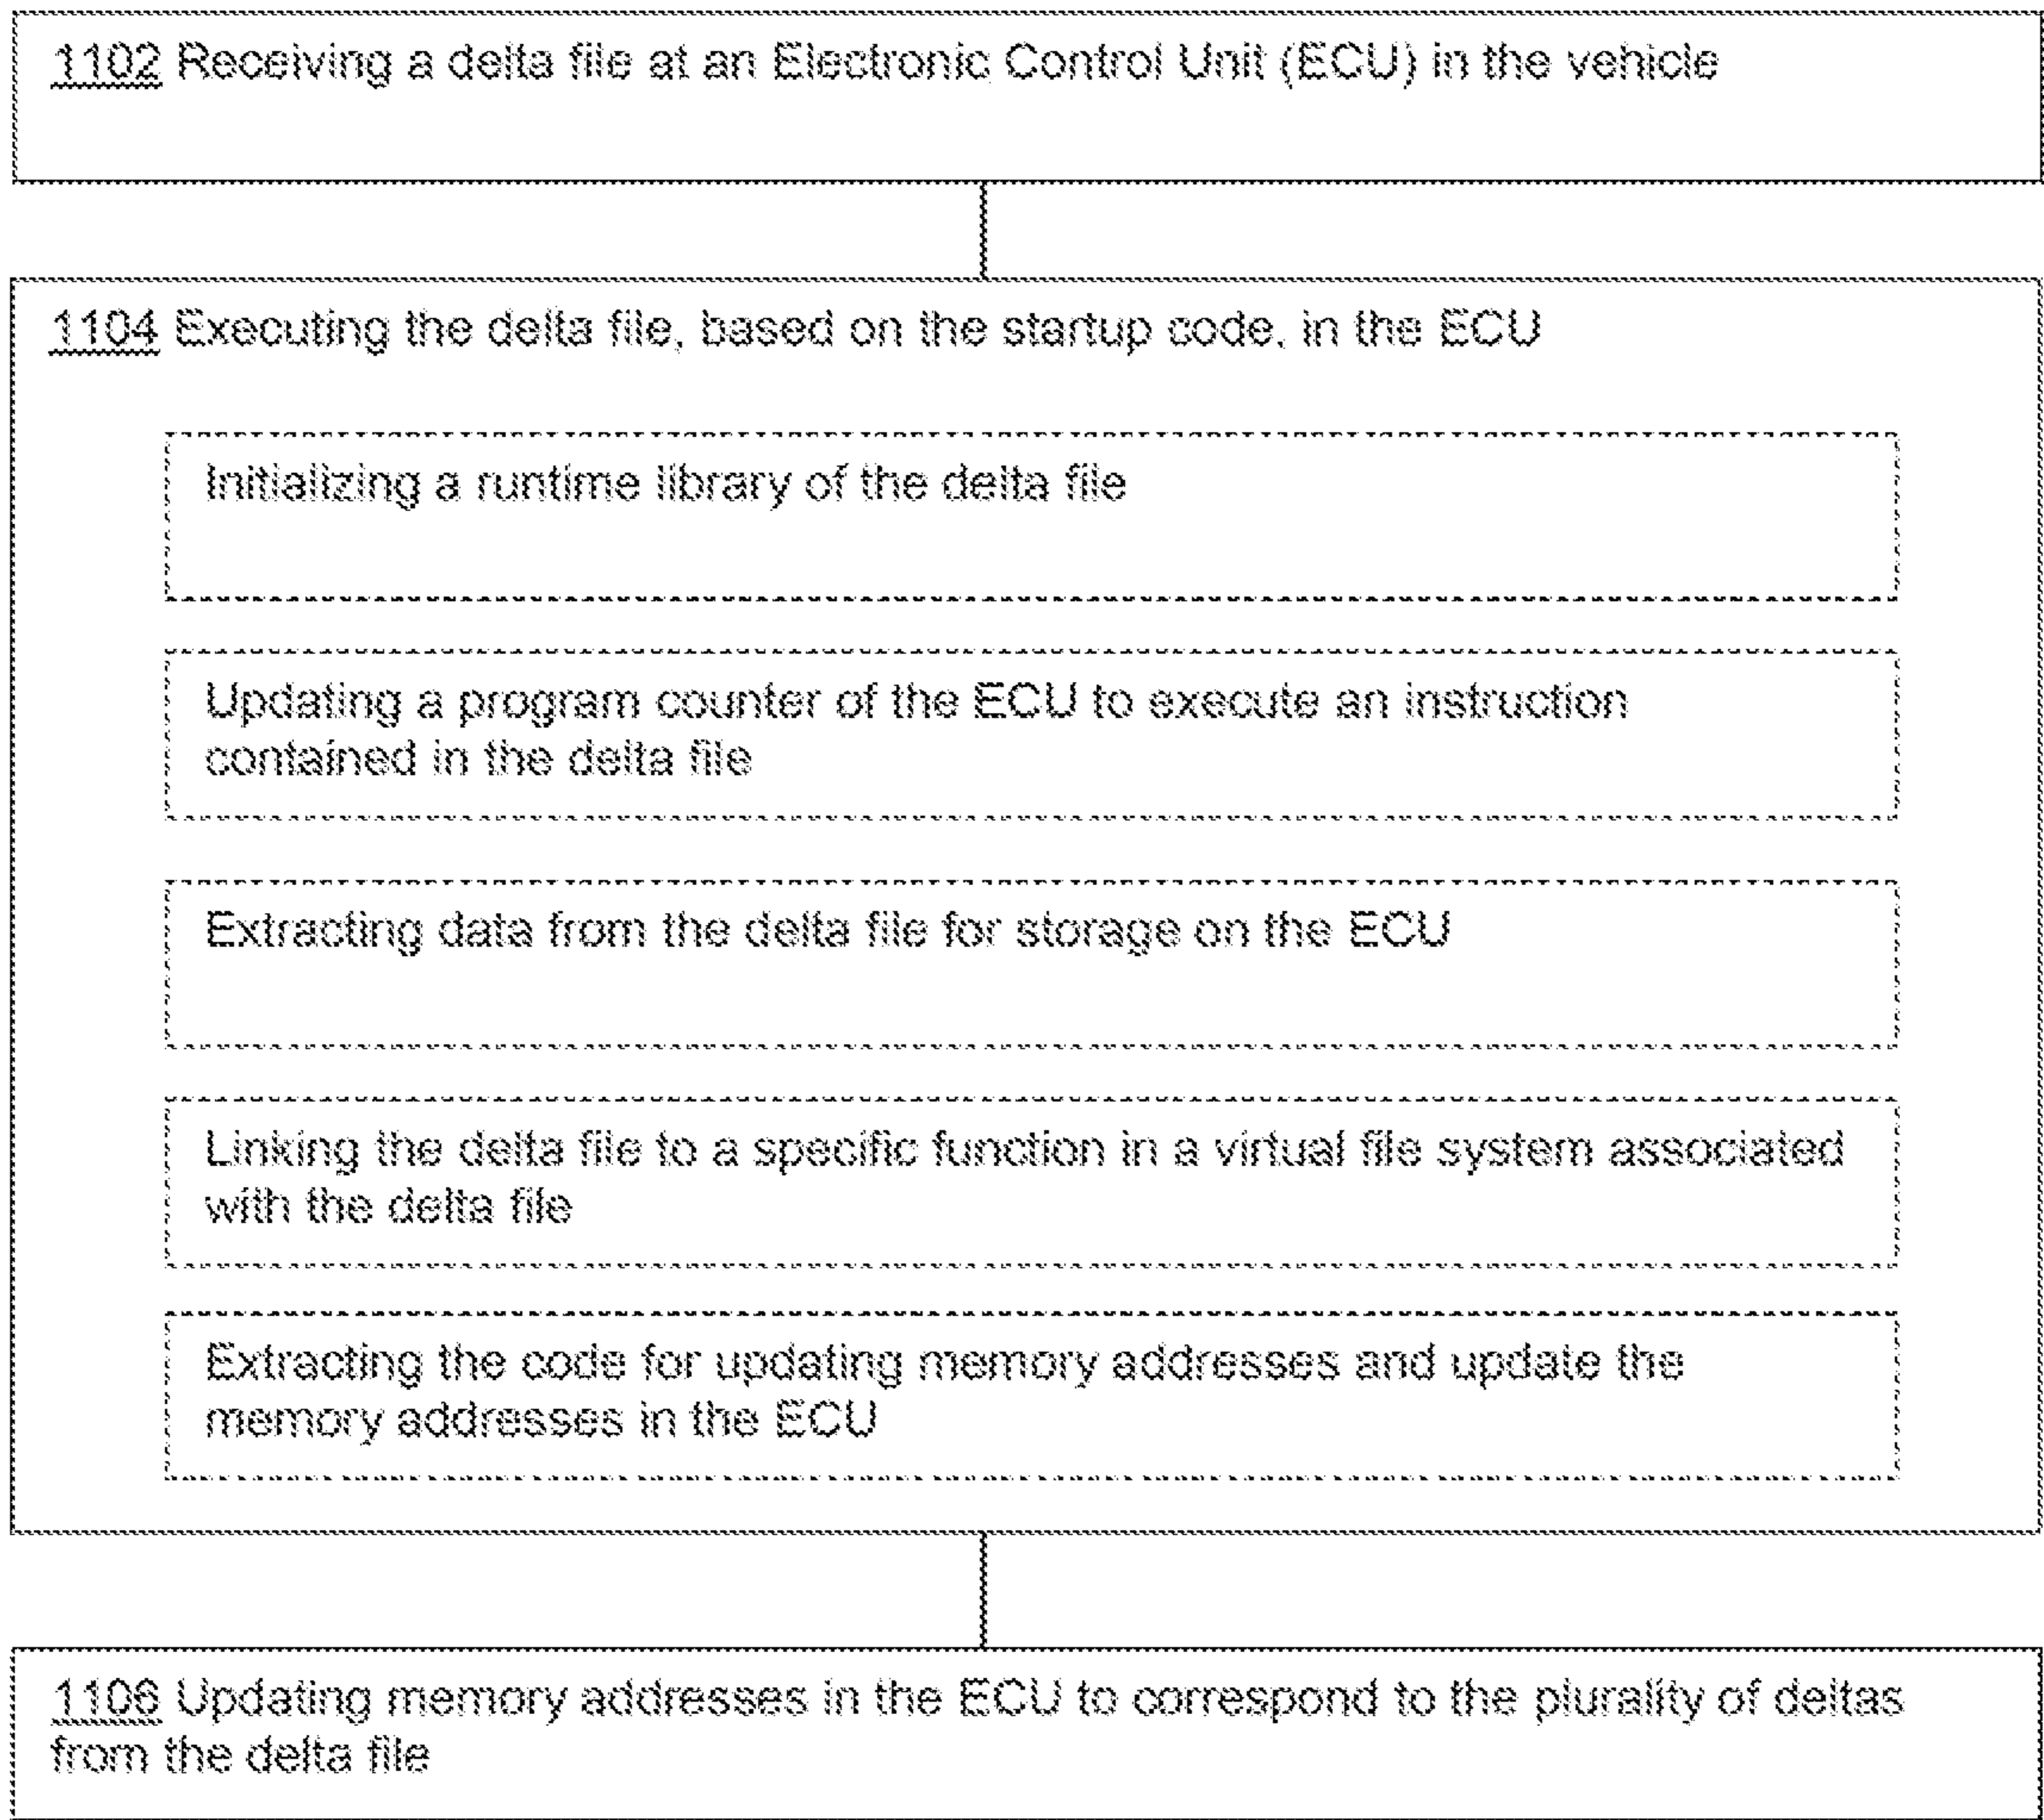 1102 Receiving a delta file at an Electronic Control Unit (ECU) in the vehicle
1104 Executing the delta file, based on the startup code, in the ECU
Initializing a runtime library of the delta file
Updating a program counter of the ECU to execute an instruction
contained in the delta file
Extracting data from the delta file for storage on the ECU
Linking the delta file to a specific function in a virtual file system associated
with the delta file
Extracting the code for updating memory addresses and update the
memory addresses in the ECU
1106 Updating memory addresses in the ECU to correspond to the plurality of deltas
from the delta file